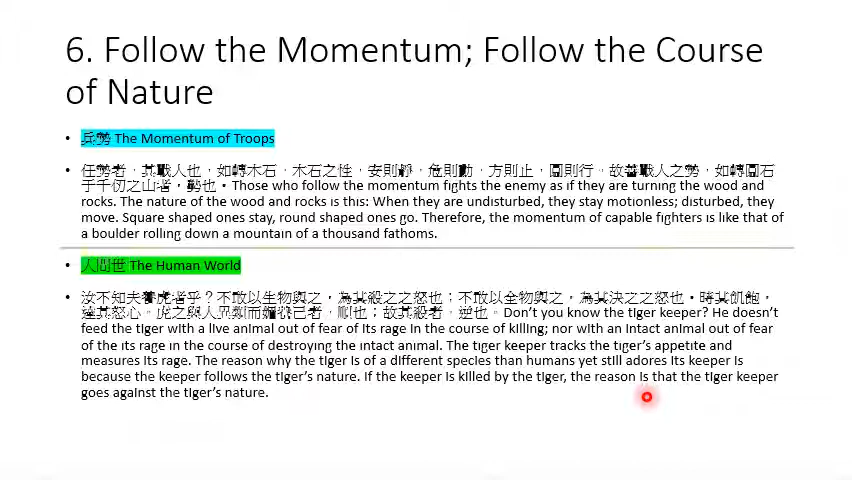 6. Follow the Momentum; Follow the Course
of Nature
• 兵勢 The Momentum of Troops
• 任勢者，其戰人也，如轉木石，木石之性，安則靜，危則動，方則止，圓則行。故善戰人之勢，如轉圓石
于千仞之山者，勢也。Those who follow the momentum fights the enemy as if they are turning the wood and
rocks. The nature of the wood and rocks is this: When they are undisturbed, they stay motionless; disturbed, they
move. Square shaped ones stay, round shaped ones go. Therefore, the momentum of capable fighters is like that of
a boulder rolling down a mountain of a thousand fathoms.
• 人間世 The Human World
• 汝不知夫養虎者乎？不敢以生物與之，為其殺之之怒也；不敢以全物與之，為其決之之怒也。時其飢飽，
達其怒心。虎之與人異類而媚養己者，順也；故其殺者，逆也。Don’t you know the tiger keeper? He doesn’t
feed the tiger with a live animal out of fear of its rage in the course of killing; nor with an intact animal out of fear
of the its rage in the course of destroying the intact animal. The tiger keeper tracks the tiger’s appetite and
measures its rage. The reason why the tiger is of a different species than humans yet still adores its keeper is
because the keeper follows the tiger’s nature. If the keeper is killed by the tiger, the reason is that the tiger keeper
goes against the tiger’s nature.